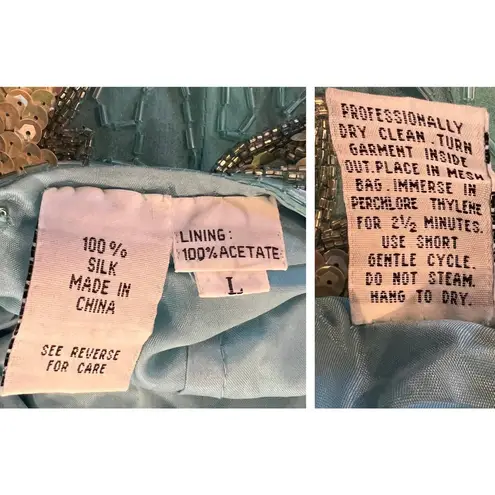 100%
SILK
MADE IN
CHINA
SEE REVERSE
FOR CARE
LINING:
100% ACETATE
L
PROFESSIONALLY
DRY CLEAN .TURN
GARMENT INSIDE
OUT.PLACE IN MESH
BAG.IMMERSE IN
PERCHLORE THYLENE
FOR 2½ MINUTES.
USE SHORT
GENTLE CYCLE.
DO NOT STEAM.
HANG TO DRY.